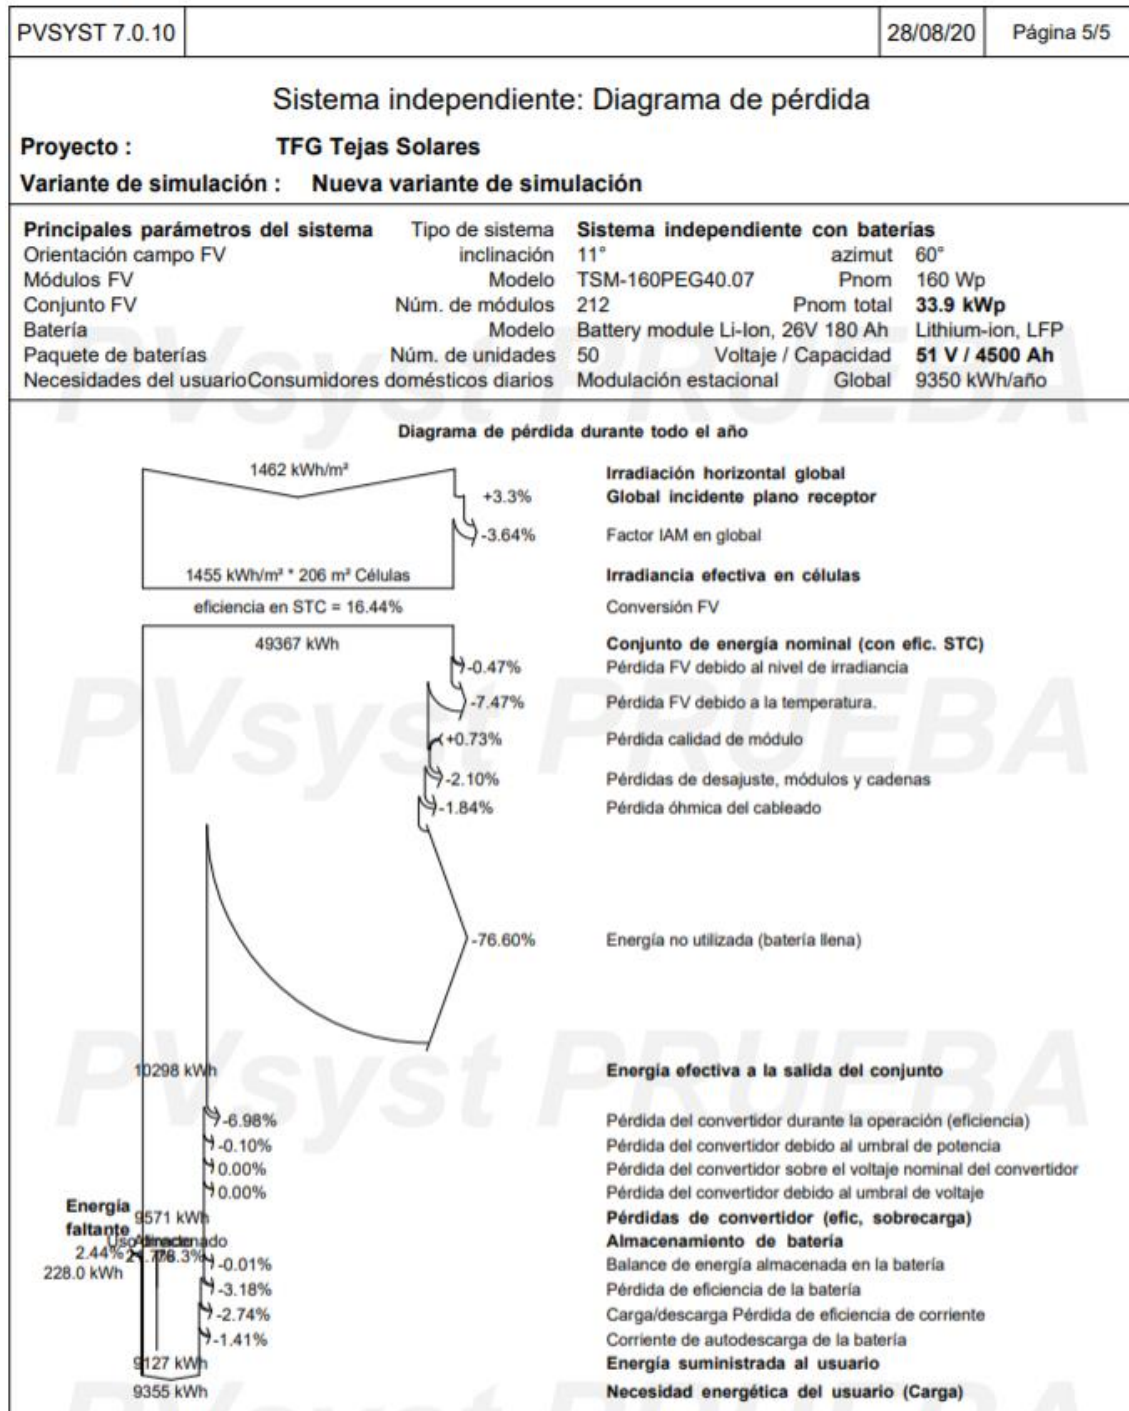 PVSYST 7.0.10 28/08/20 Página 5/5
Sistema independiente: Diagrama de pérdida
Proyecto : TFG Tejas Solares
Variante de simulación : Nueva variante de simulación
Principales parámetros del sistema Tipo de sistema Sistema independiente con baterías
Orientación campo FV inclinación 11° azimut 60°
Módulos FV Modelo TSM-160PEG40.07 Pnom 160 Wp
Conjunto FV Núm. de módulos 212 Pnom total 33.9 kWp
Batería Modelo Battery module Li-Ion, 26V 180 Ah Lithium-ion, LFP
Paquete de baterías Núm. de unidades 50 Voltaje / Capacidad 51 V / 4500 Ah
Necesidades del usuario Consumidores domésticos diarios Modulación estacional Global 9350 kWh/año
PVsyst PRUEBA
Diagrama de pérdida durante todo el año
1462 kWh/m² Irradiación horizontal global
+3.3% Global incidente plano receptor
-3.64% Factor IAM en global
1455 kWh/m² * 206 m² Células Irradiancia efectiva en células
eficiencia en STC = 16.44% Conversión FV
49367 kWh Conjunto de energía nominal (con efic. STC)
-0.47% Pérdida FV debido al nivel de irradiancia
-7.47% Pérdida FV debido a la temperatura.
PVsyst PRUEBA
+0.73% Pérdida calidad de módulo
-2.10% Pérdidas de desajuste, módulos y cadenas
-1.84% Pérdida óhmica del cableado
-76.60% Energía no utilizada (batería llena)
10298 kWh Energía efectiva a la salida del conjunto
PVsyst PRUEBA
-6.98% Pérdida del convertidor durante la operación (eficiencia)
-0.10% Pérdida del convertidor debido al umbral de potencia
0.00% Pérdida del convertidor sobre el voltaje nominal del convertidor
0.00% Pérdida del convertidor debido al umbral de voltaje
Energía
faltante
9571 kWh Pérdidas de convertidor (efic, sobrecarga)
Uso directo Almacenado Almacenamiento de batería
2.44% 21.7% 78.3% -0.01% Balance de energía almacenada en la batería
228.0 kWh
-3.18% Pérdida de eficiencia de la batería
-2.74% Carga/descarga Pérdida de eficiencia de corriente
-1.41% Corriente de autodescarga de la batería
9127 kWh Energía suministrada al usuario
9355 kWh Necesidad energética del usuario (Carga)